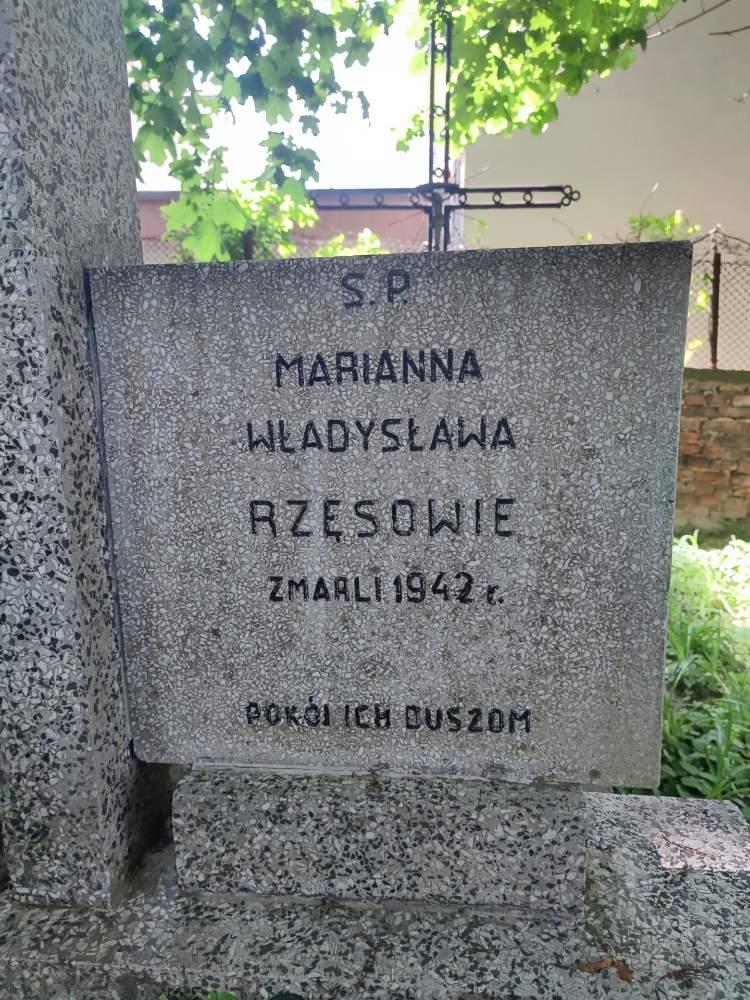 S.P.
MARIANNA
WŁADYSŁAWA
RZĘSOWIE
ZMARLI 1942 r.
POKÓJ ICH DUSZOM